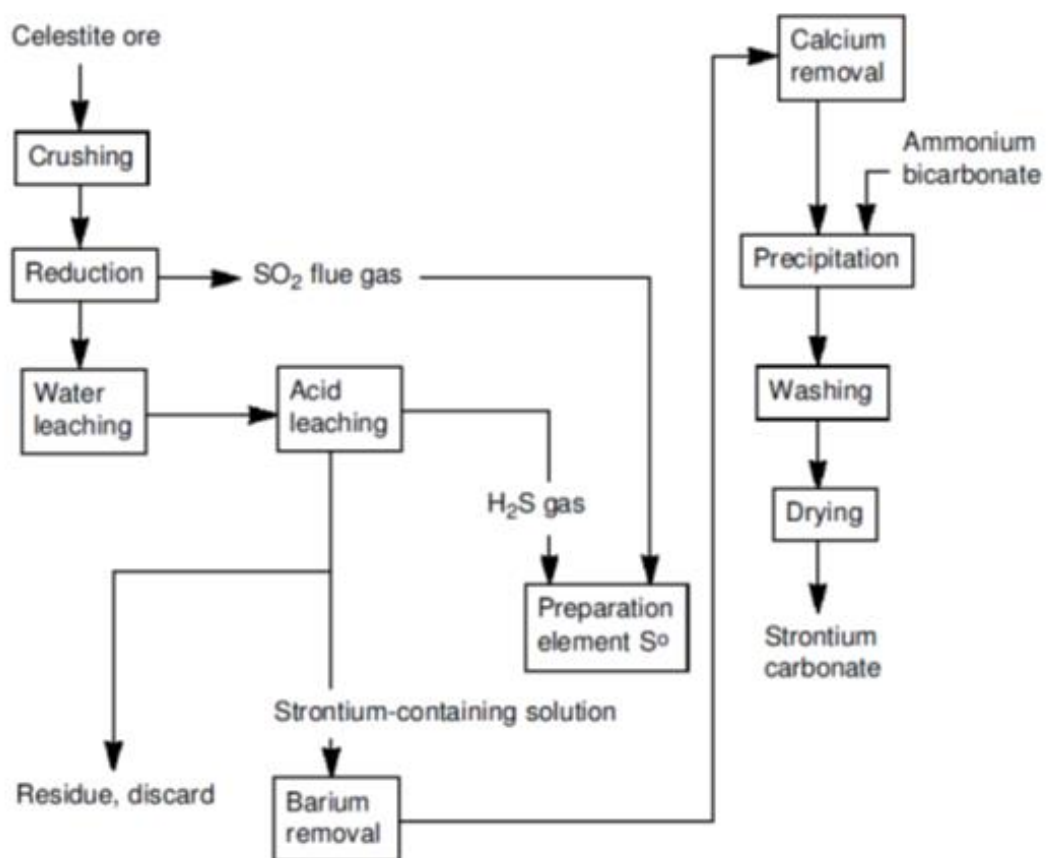 Celestite ore
Crushing
Reduction
SO₂ flue gas
Water
leaching
Acid
leaching
H₂S gas
Preparation
element Sº
Strontium-containing solution
Residue, discard
Barium
removal
Calcium
removal
Ammonium
bicarbonate
Precipitation
Washing
Drying
Strontium
carbonate